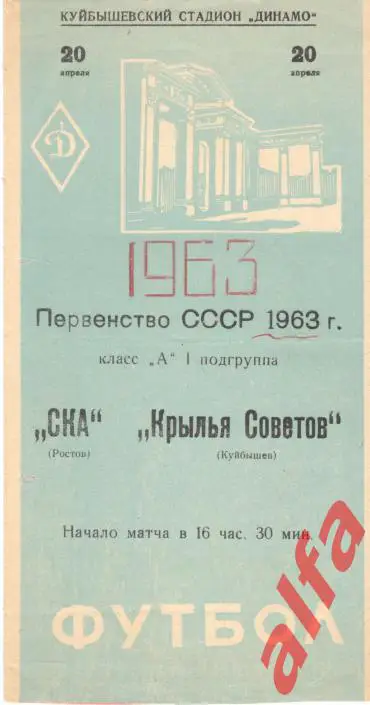 КУЙБЫШЕВСКИЙ СТАДИОН „ДИНАМО“
20 20
апреля апреля
Д
1963
Первенство СССР 1963 г.
класс „А“ I подгруппа
„СКА“ „Крылья Советов“
(Ростов) (Куйбышев)
Начало матча в 16 час. 30 мин.
ФУТБОЛ
alfa